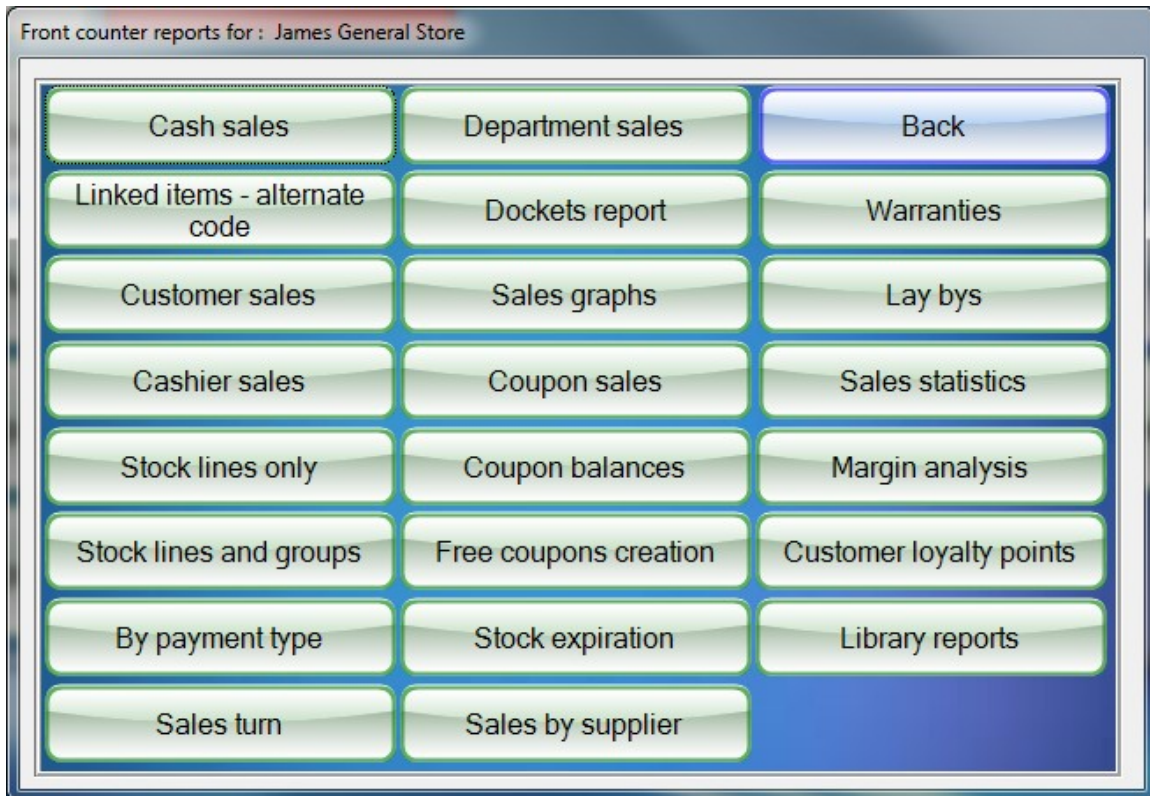 Front counter reports for :  James General Store
Cash sales
Department sales
Back
Linked items - alternate
code
Dockets report
Warranties
Customer sales
Sales graphs
Lay bys
Cashier sales
Coupon sales
Sales statistics
Stock lines only
Coupon balances
Margin analysis
Stock lines and groups
Free coupons creation
Customer loyalty points
By payment type
Stock expiration
Library reports
Sales turn
Sales by supplier